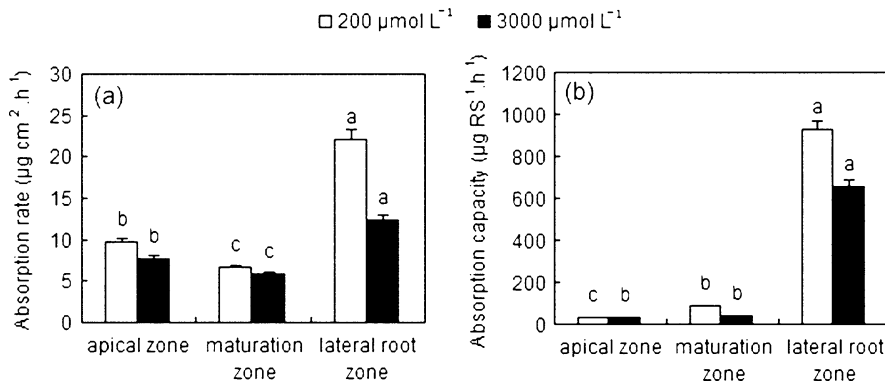 200 µmol L⁻¹ 3000 µmol L⁻¹
(a)
Absorption rate (µg cm⁻².h⁻¹)
30
25
20
15
10
5
0
b b c c a a
apical zone maturation zone lateral root zone
(b)
Absorption capacity (µg RS⁻¹.h⁻¹)
1200
1000
800
600
400
200
0
c b b b a a
apical zone maturation zone lateral root zone